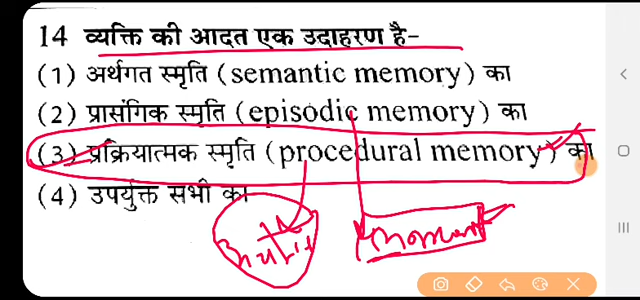 14 व्यक्ति की आदत एक उदाहरण है-
(1) अर्थगत स्मृति (semantic memory) का
(2) प्रासंगिक स्मृति (episodic memory) का
(3) प्रक्रियात्मक स्मृति (procedural memory) का
(4) उपर्युक्त सभी का
moment